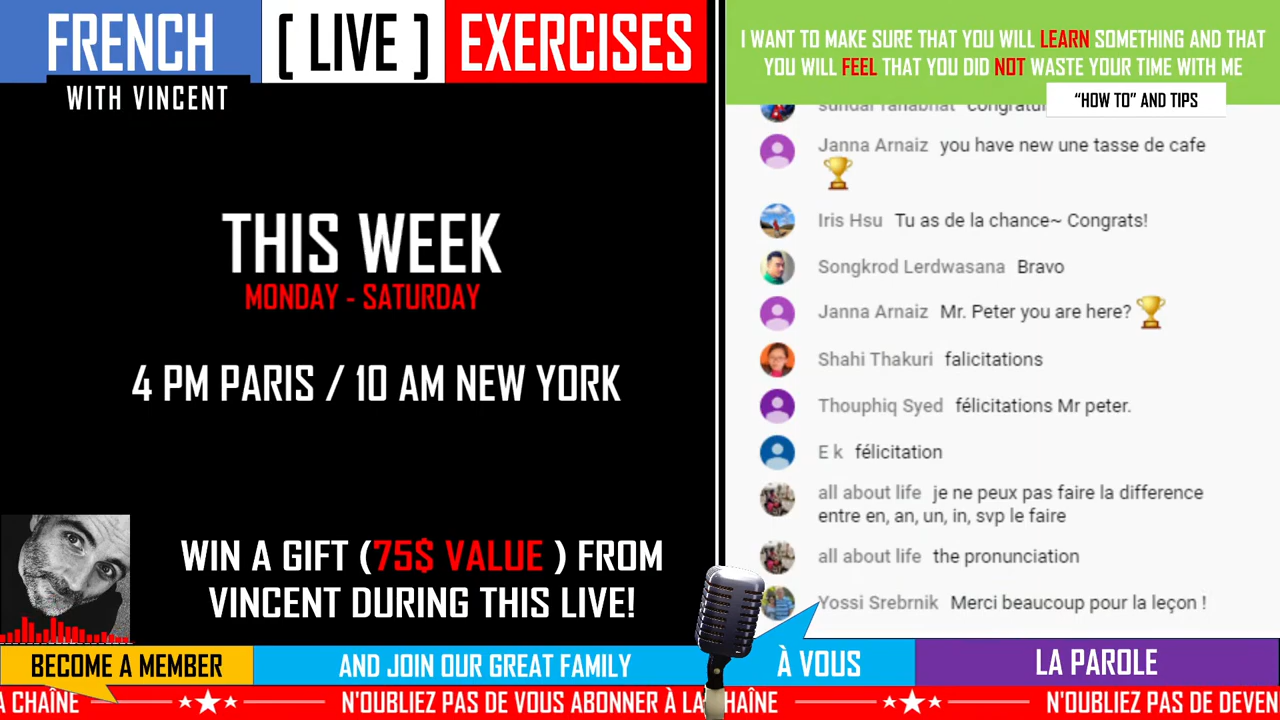 FRENCH
[ LIVE ]
EXERCISES
WITH VINCENT
THIS WEEK
MONDAY - SATURDAY
4 PM PARIS / 10 AM NEW YORK
WIN A GIFT (75$ VALUE ) FROM
VINCENT DURING THIS LIVE!
I WANT TO MAKE SURE THAT YOU WILL LEARN SOMETHING AND THAT
YOU WILL FEEL THAT YOU DID NOT WASTE YOUR TIME WITH ME
“HOW TO” AND TIPS
Janna Arnaiz you have new une tasse de cafe
Iris Hsu Tu as de la chance~ Congrats!
Songkrod Lerdwasana Bravo
Janna Arnaiz Mr. Peter you are here?
Shahi Thakuri falicitations
Thouphiq Syed félicitations Mr peter.
E k félicitation
all about life je ne peux pas faire la difference
entre en, an, un, in, svp le faire
all about life the pronunciation
Yossi Srebrnik Merci beaucoup pour la leçon !
BECOME A MEMBER
AND JOIN OUR GREAT FAMILY
À VOUS
LA PAROLE
A CHAÎNE
N'OUBLIEZ PAS DE VOUS ABONNER À LA CHAÎNE
N'OUBLIEZ PAS DE DEVEN